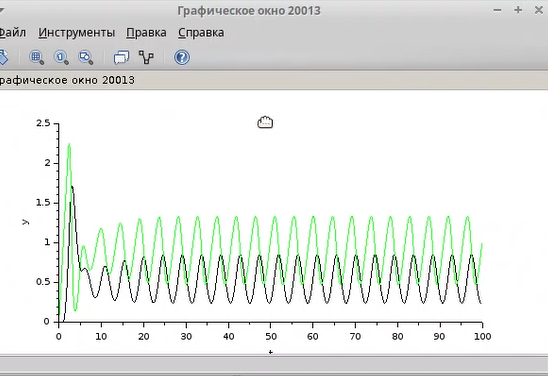 Графическое окно 20013
Файл Инструменты Правка Справка
рафическое окно 20013
2.5
2
1.5
1
0.5
0
y
0 10 20 30 40 50 60 70 80 90 100
t